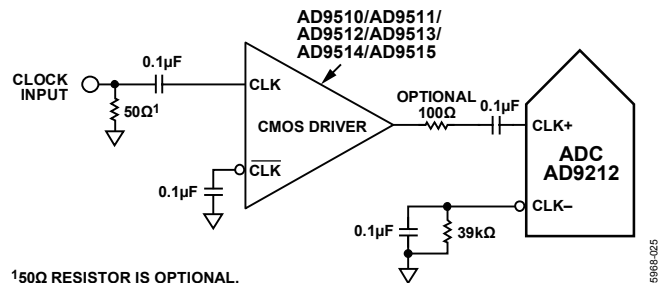 AD9510/AD9511/
AD9512/AD9513/
AD9514/AD9515
CLOCK
INPUT
0.1µF
50Ω1
CLK
CMOS DRIVER
CLK
0.1µF
OPTIONAL
100Ω
0.1µF
CLK+
ADC
AD9212
CLK–
0.1µF
39kΩ
150Ω RESISTOR IS OPTIONAL.
5968-025